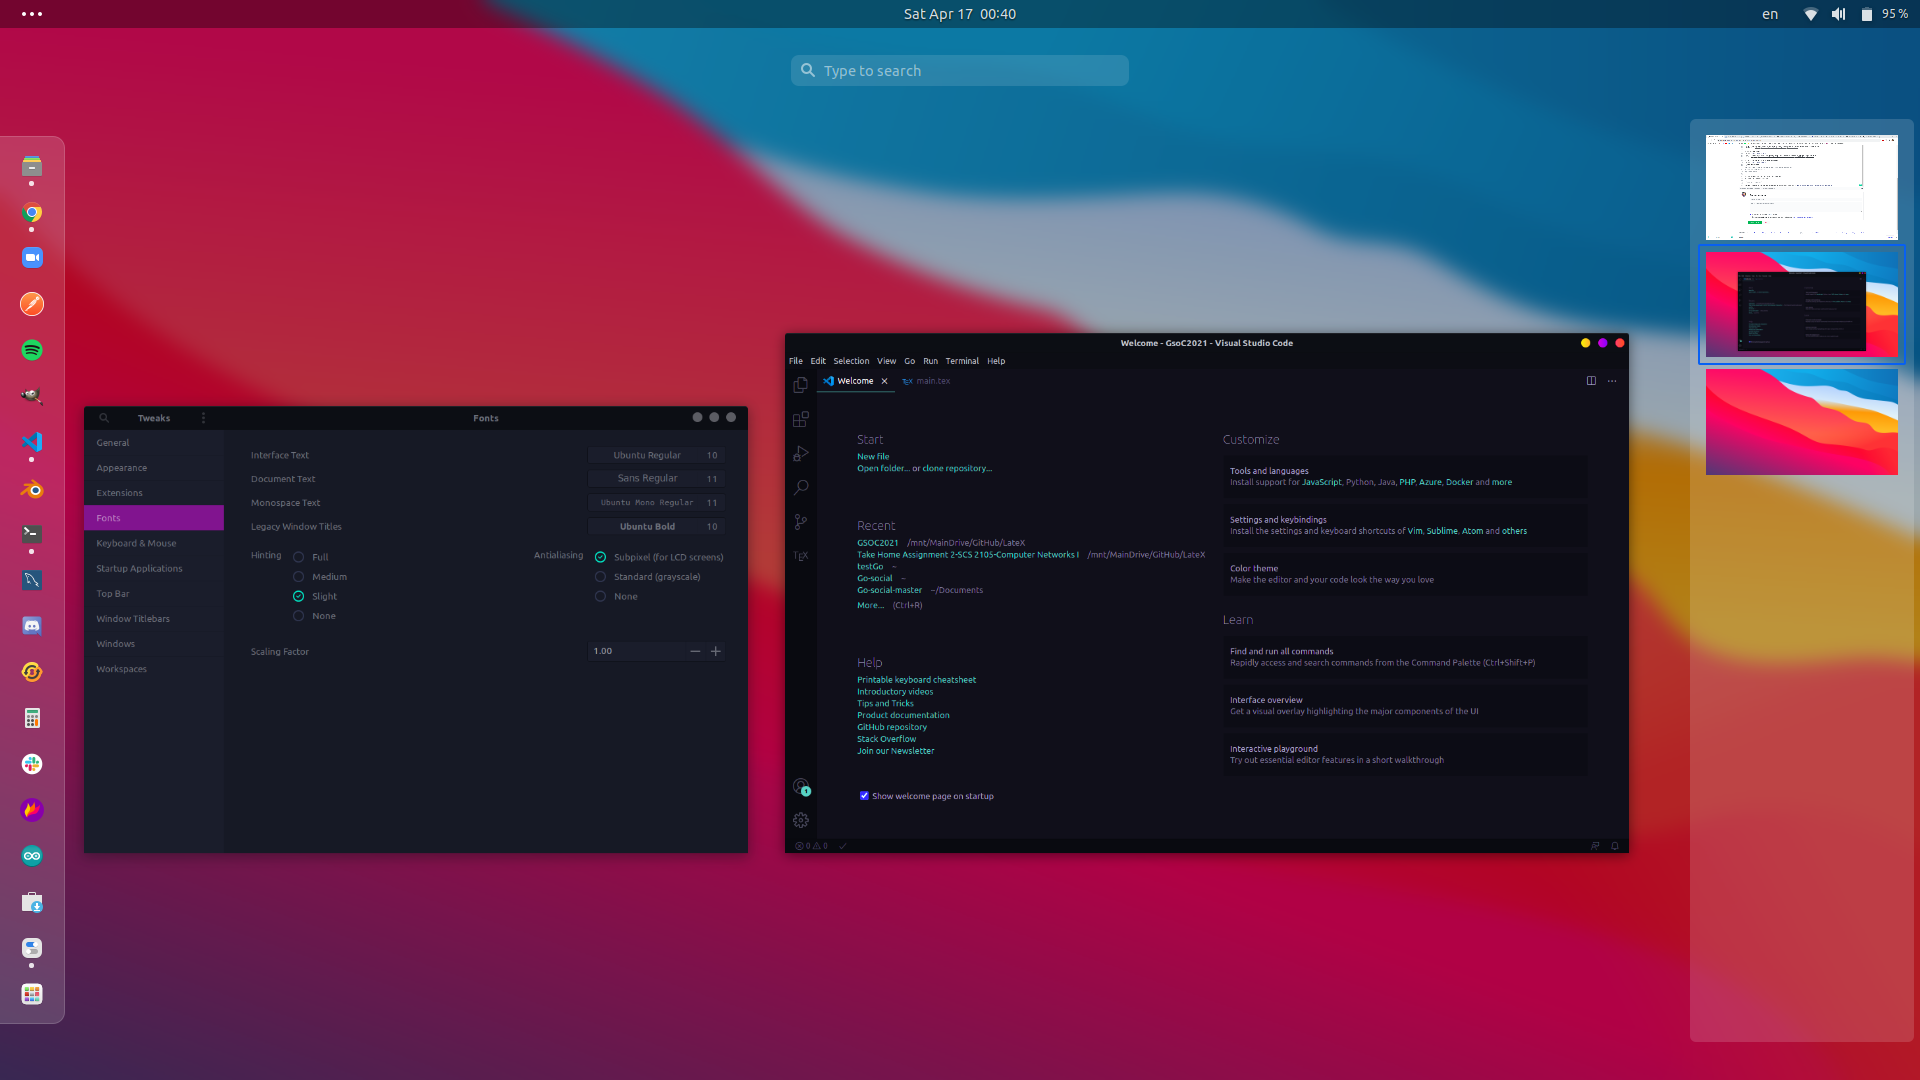 Sat Apr 17 00:40
en
95 %
Type to search
Tweaks
Fonts
General
Appearance
Extensions
Fonts
Keyboard & Mouse
Startup Applications
Top Bar
Window Titlebars
Windows
Workspaces
Interface Text Ubuntu Regular 10
Document Text Sans Regular 11
Monospace Text Ubuntu Mono Regular 11
Legacy Window Titles Ubuntu Bold 10
Hinting
Full
Medium
Slight
None
Antialiasing
Subpixel (for LCD screens)
Standard (grayscale)
None
Scaling Factor 1.00
Welcome - GsoC2021 - Visual Studio Code
File Edit Selection View Go Run Terminal Help
Welcome
TEX main.tex
TEX
Start
New file
Open folder... or clone repository...
Recent
GSOC2021 /mnt/MainDrive/GitHub/LateX
Take Home Assignment 2-SCS 2105-Computer Networks I /mnt/MainDrive/GitHub/LateX
testGo ~
Go-social ~
Go-social-master ~/Documents
More... (Ctrl+R)
Help
Printable keyboard cheatsheet
Introductory videos
Tips and Tricks
Product documentation
GitHub repository
Stack Overflow
Join our Newsletter
Show welcome page on startup
Customize
Tools and languages
Install support for JavaScript, Python, Java, PHP, Azure, Docker and more
Settings and keybindings
Install the settings and keyboard shortcuts of Vim, Sublime, Atom and others
Color theme
Make the editor and your code look the way you love
Learn
Find and run all commands
Rapidly access and search commands from the Command Palette (Ctrl+Shift+P)
Interface overview
Get a visual overlay highlighting the major components of the UI
Interactive playground
Try out essential editor features in a short walkthrough
1
0 0